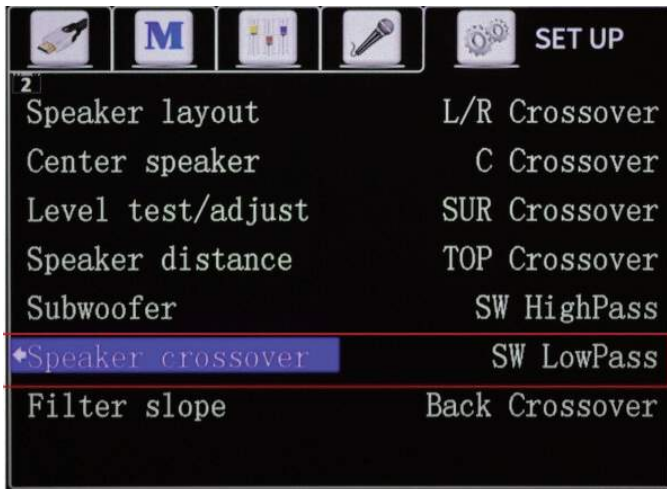 M SET UP
2
Speaker layout L/R Crossover
Center speaker C Crossover
Level test/adjust SUR Crossover
Speaker distance TOP Crossover
Subwoofer SW HighPass
Speaker crossover SW LowPass
Filter slope Back Crossover